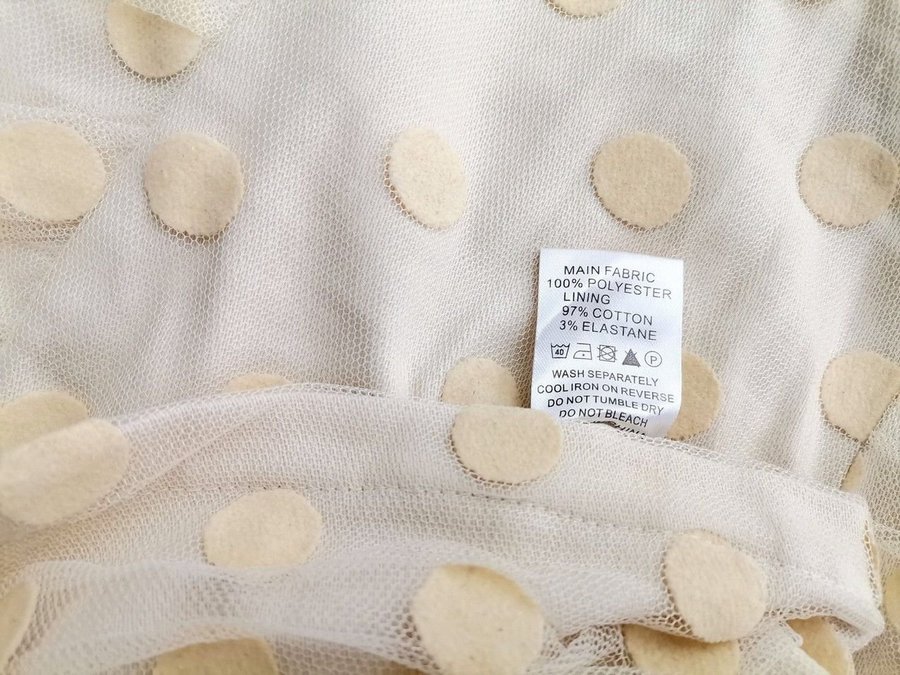 MAIN FABRIC
100% POLYESTER
LINING
97% COTTON
3% ELASTANE
40 P
WASH SEPARATELY
COOL IRON ON REVERSE
DO NOT TUMBLE DRY
DO NOT BLEACH